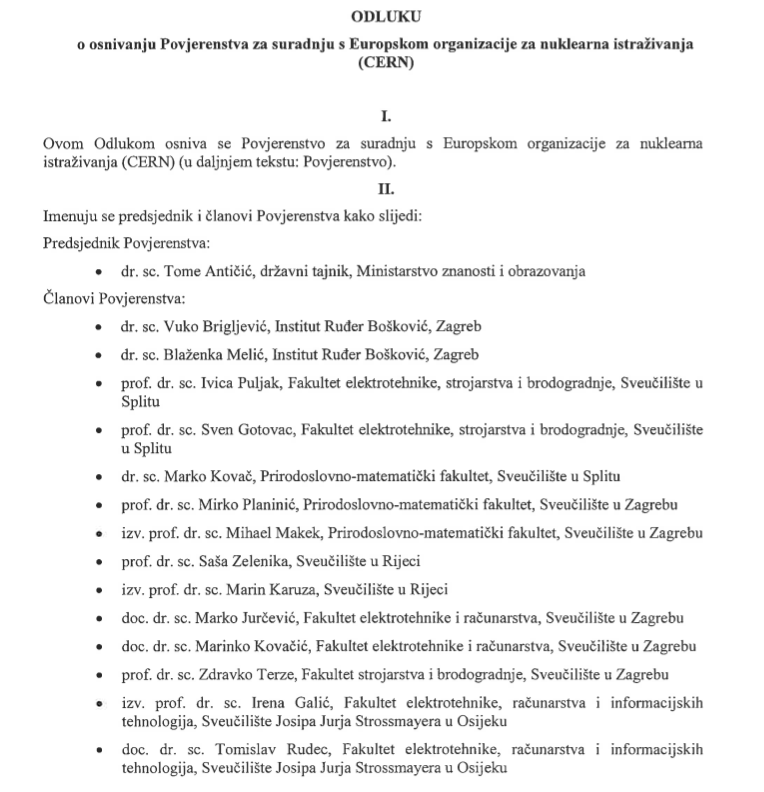 ODLUKU
o osnivanju Povjerenstva za suradnju s Europskom organizacije za nuklearna istraživanja
(CERN)
I.
Ovom Odlukom osniva se Povjerenstvo za suradnju s Europskom organizacije za nuklearna
istraživanja (CERN) (u daljnjem tekstu: Povjerenstvo).
II.
Imenuju se predsjednik i članovi Povjerenstva kako slijedi:
Predsjednik Povjerenstva:
• dr. sc. Tome Antičić, državni tajnik, Ministarstvo znanosti i obrazovanja
Članovi Povjerenstva:
• dr. sc. Vuko Brigljević, Institut Ruđer Bošković, Zagreb
• dr. sc. Blaženka Melić, Institut Ruđer Bošković, Zagreb
• prof. dr. sc. Ivica Puljak, Fakultet elektrotehnike, strojarstva i brodogradnje, Sveučilište u
Splitu
• prof. dr. sc. Sven Gotovac, Fakultet elektrotehnike, strojarstva i brodogradnje, Sveučilište
u Splitu
• dr. sc. Marko Kovač, Prirodoslovno-matematički fakultet, Sveučilište u Splitu
• prof. dr. sc. Mirko Planinić, Prirodoslovno-matematički fakultet, Sveučilište u Zagrebu
• izv. prof. dr. sc. Mihael Makek, Prirodoslovno-matematički fakultet, Sveučilište u Zagrebu
• prof. dr. sc. Saša Zelenika, Sveučilište u Rijeci
• izv. prof. dr. sc. Marin Karuza, Sveučilište u Rijeci
• doc. dr. sc. Marko Jurčević, Fakultet elektrotehnike i računarstva, Sveučilište u Zagrebu
• doc. dr. sc. Marinko Kovačić, Fakultet elektrotehnike i računarstva, Sveučilište u Zagrebu
• prof. dr. sc. Zdravko Terze, Fakultet strojarstva i brodogradnje, Sveučilište u Zagrebu
• izv. prof. dr. sc. Irena Galić, Fakultet elektrotehnike, računarstva i informacijskih
tehnologija, Sveučilište Josipa Jurja Strossmayera u Osijeku
• doc. dr. sc. Tomislav Rudec, Fakultet elektrotehnike, računarstva i informacijskih
tehnologija, Sveučilište Josipa Jurja Strossmayera u Osijeku